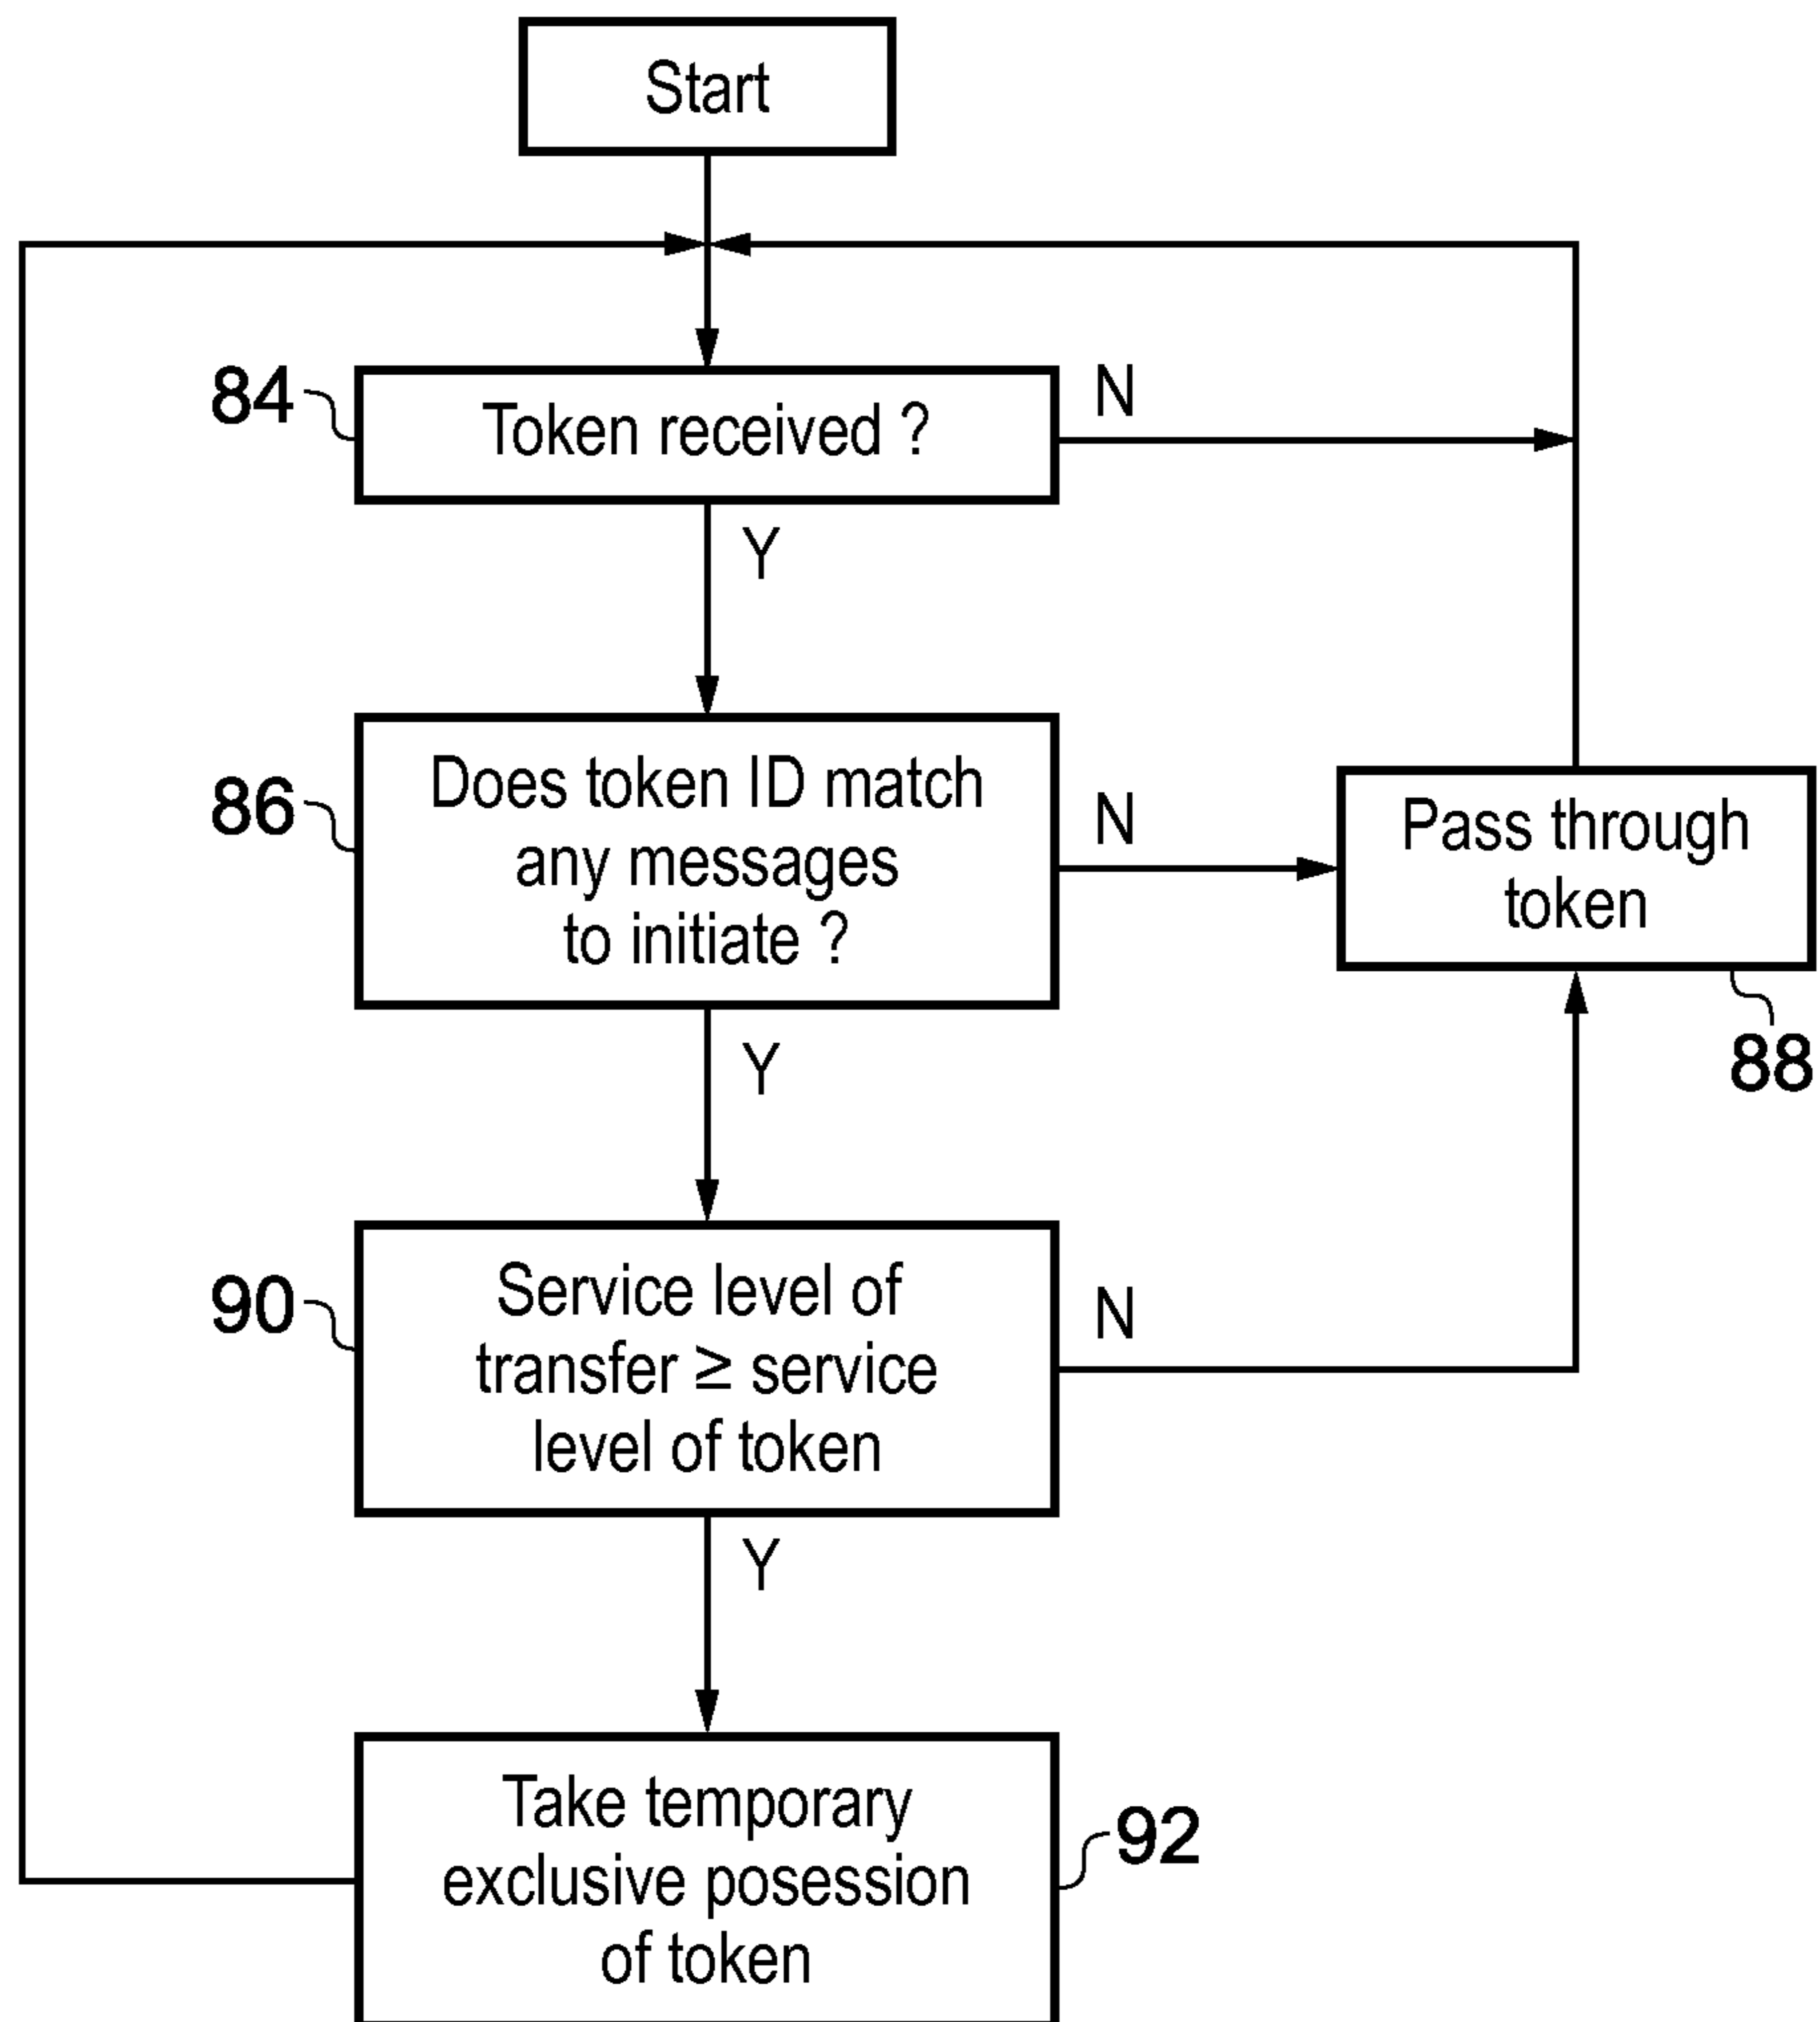 Start
84
Token received ?
N
Y
86
Does token ID match
any messages
to initiate ?
N
Pass through
token
88
Y
90
Service level of
transfer ≥ service
level of token
N
Y
Take temporary
exclusive posession
of token
92